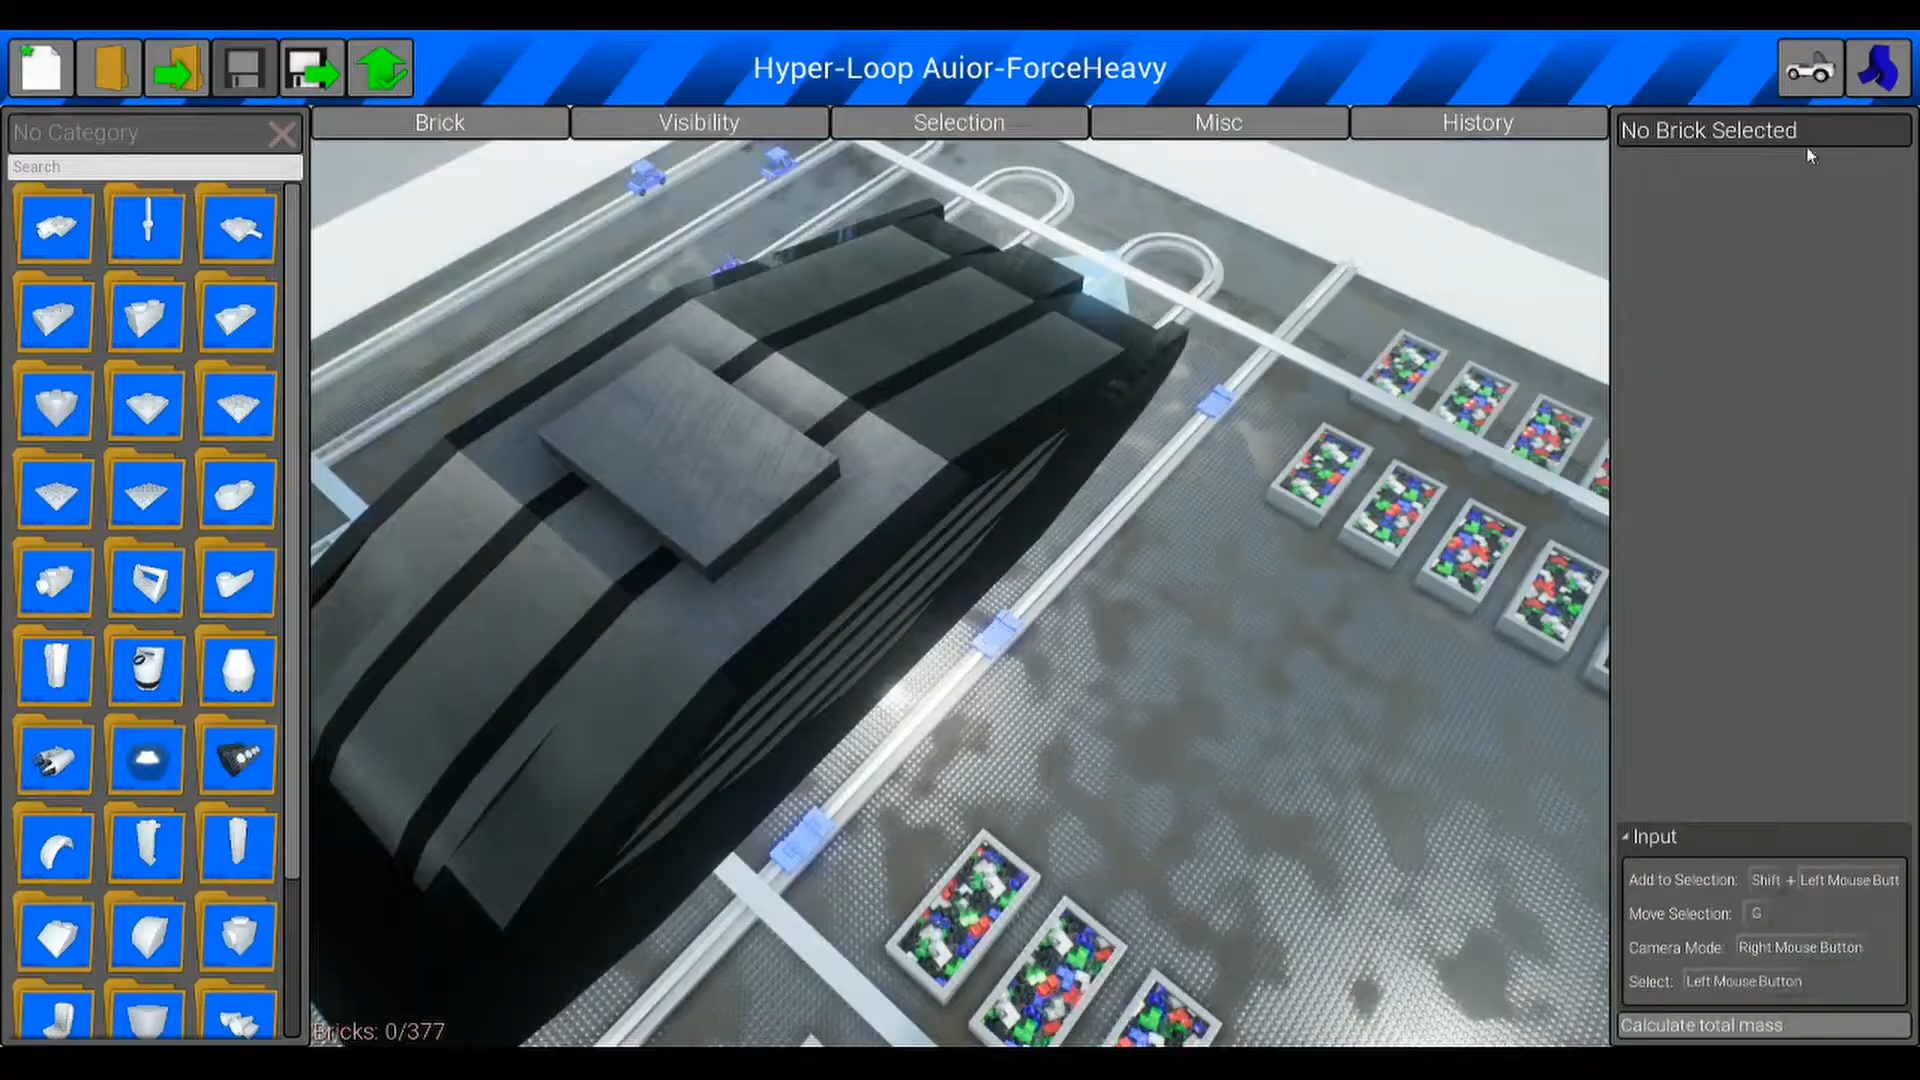 Hyper-Loop Auior-ForceHeavy
No Category
Search
Brick
Visibility
Selection
Misc
History
No Brick Selected
Bricks: 0/377
Input
Add to Selection: Shift + Left Mouse Butt
Move Selection: G
Camera Mode: Right Mouse Button
Select: Left Mouse Button
Calculate total mass